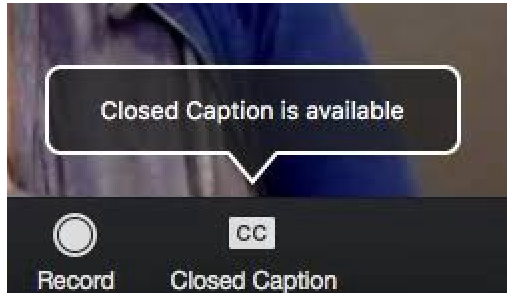 Closed Caption is available
CC
Record Closed Caption